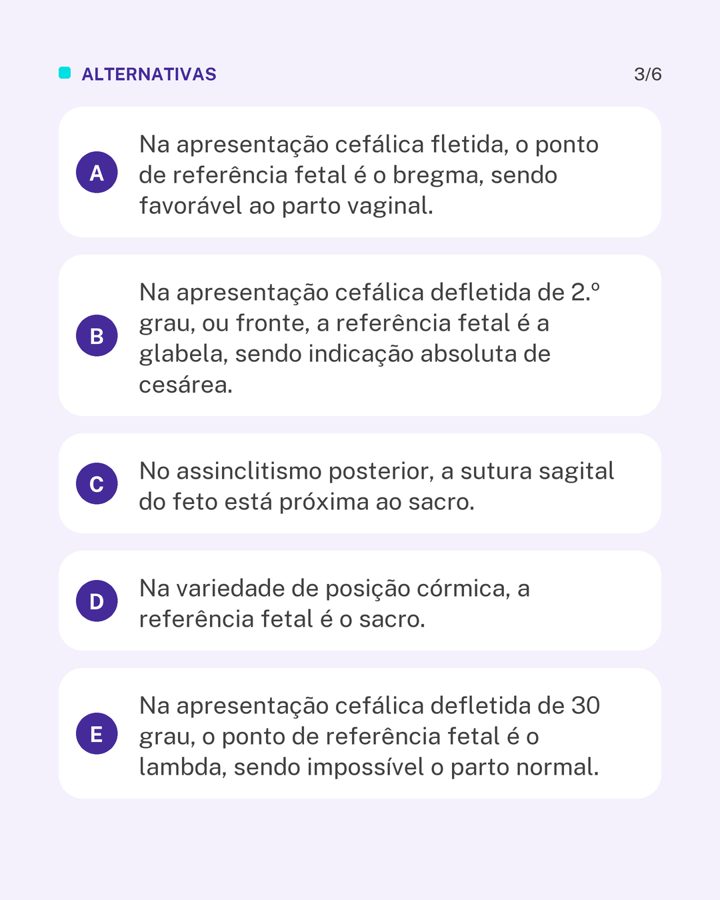 ALTERNATIVAS
3/6
A
Na apresentação cefálica fletida, o ponto
de referência fetal é o bregma, sendo
favorável ao parto vaginal.
B
Na apresentação cefálica defletida de 2.º
grau, ou fronte, a referência fetal é a
glabela, sendo indicação absoluta de
cesárea.
C
No assinclitismo posterior, a sutura sagital
do feto está próxima ao sacro.
D
Na variedade de posição córmica, a
referência fetal é o sacro.
E
Na apresentação cefálica defletida de 30
grau, o ponto de referência fetal é o
lambda, sendo impossível o parto normal.